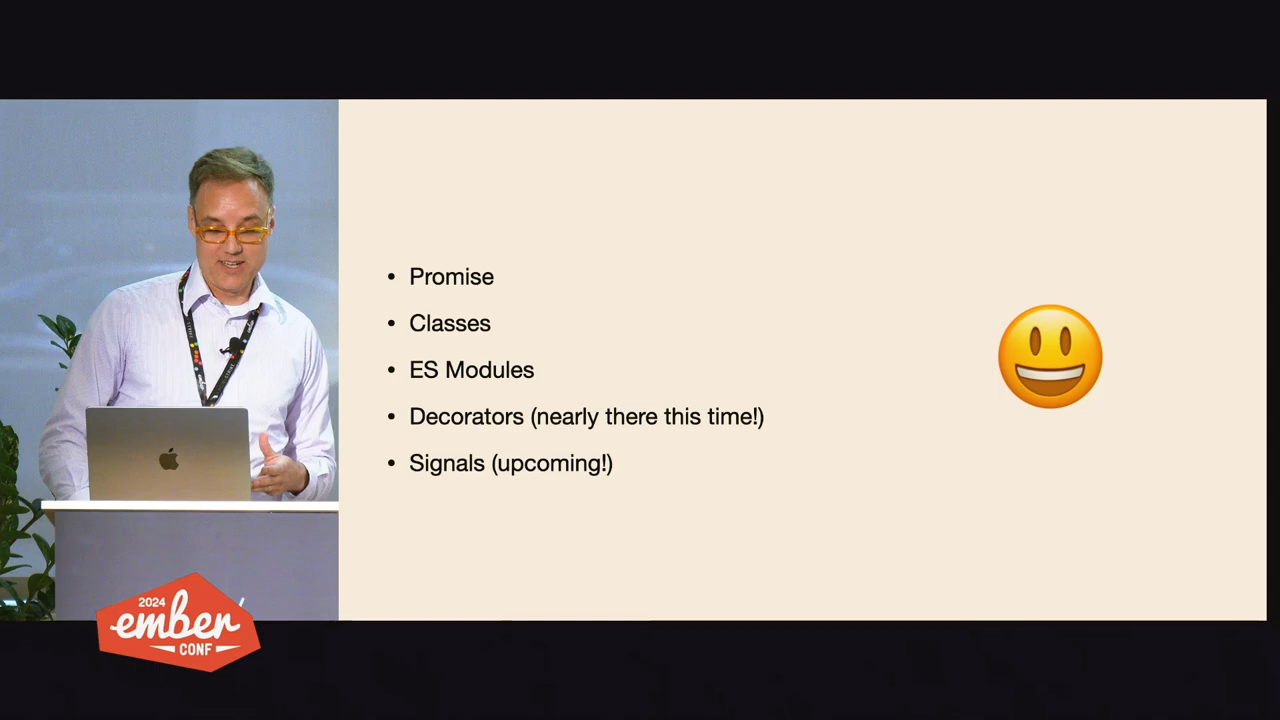 Promise
Classes
ES Modules
Decorators (nearly there this time!)
Signals (upcoming!)
2024
ember
CONF